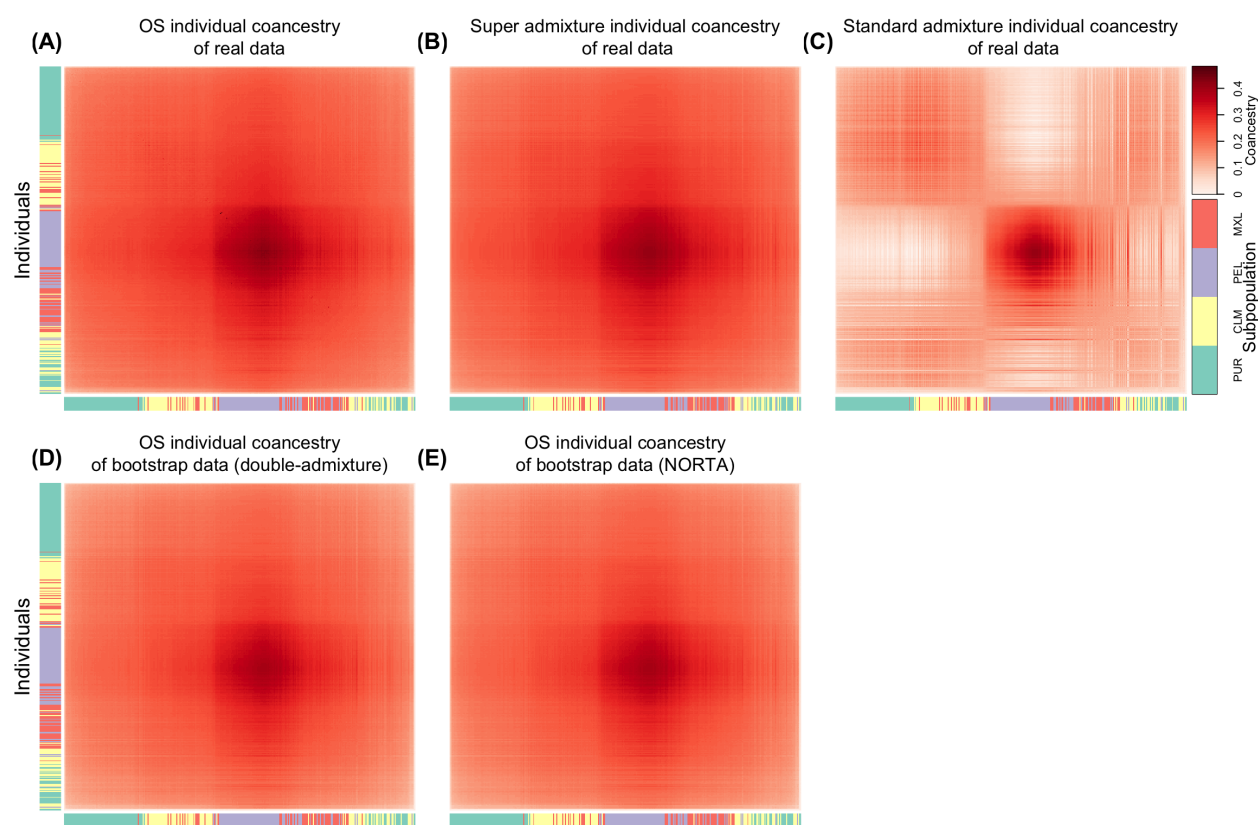 (A)
OS individual coancestry
of real data
(B)
Super admixture individual coancestry
of real data
(C)
Standard admixture individual coancestry
of real data
Individuals
0 0.1 0.2 0.3 0.4
Coancestry
PUR CLM PEL MXL
Subpopulation
(D)
OS individual coancestry
of bootstrap data (double-admixture)
(E)
OS individual coancestry
of bootstrap data (NORTA)
Individuals